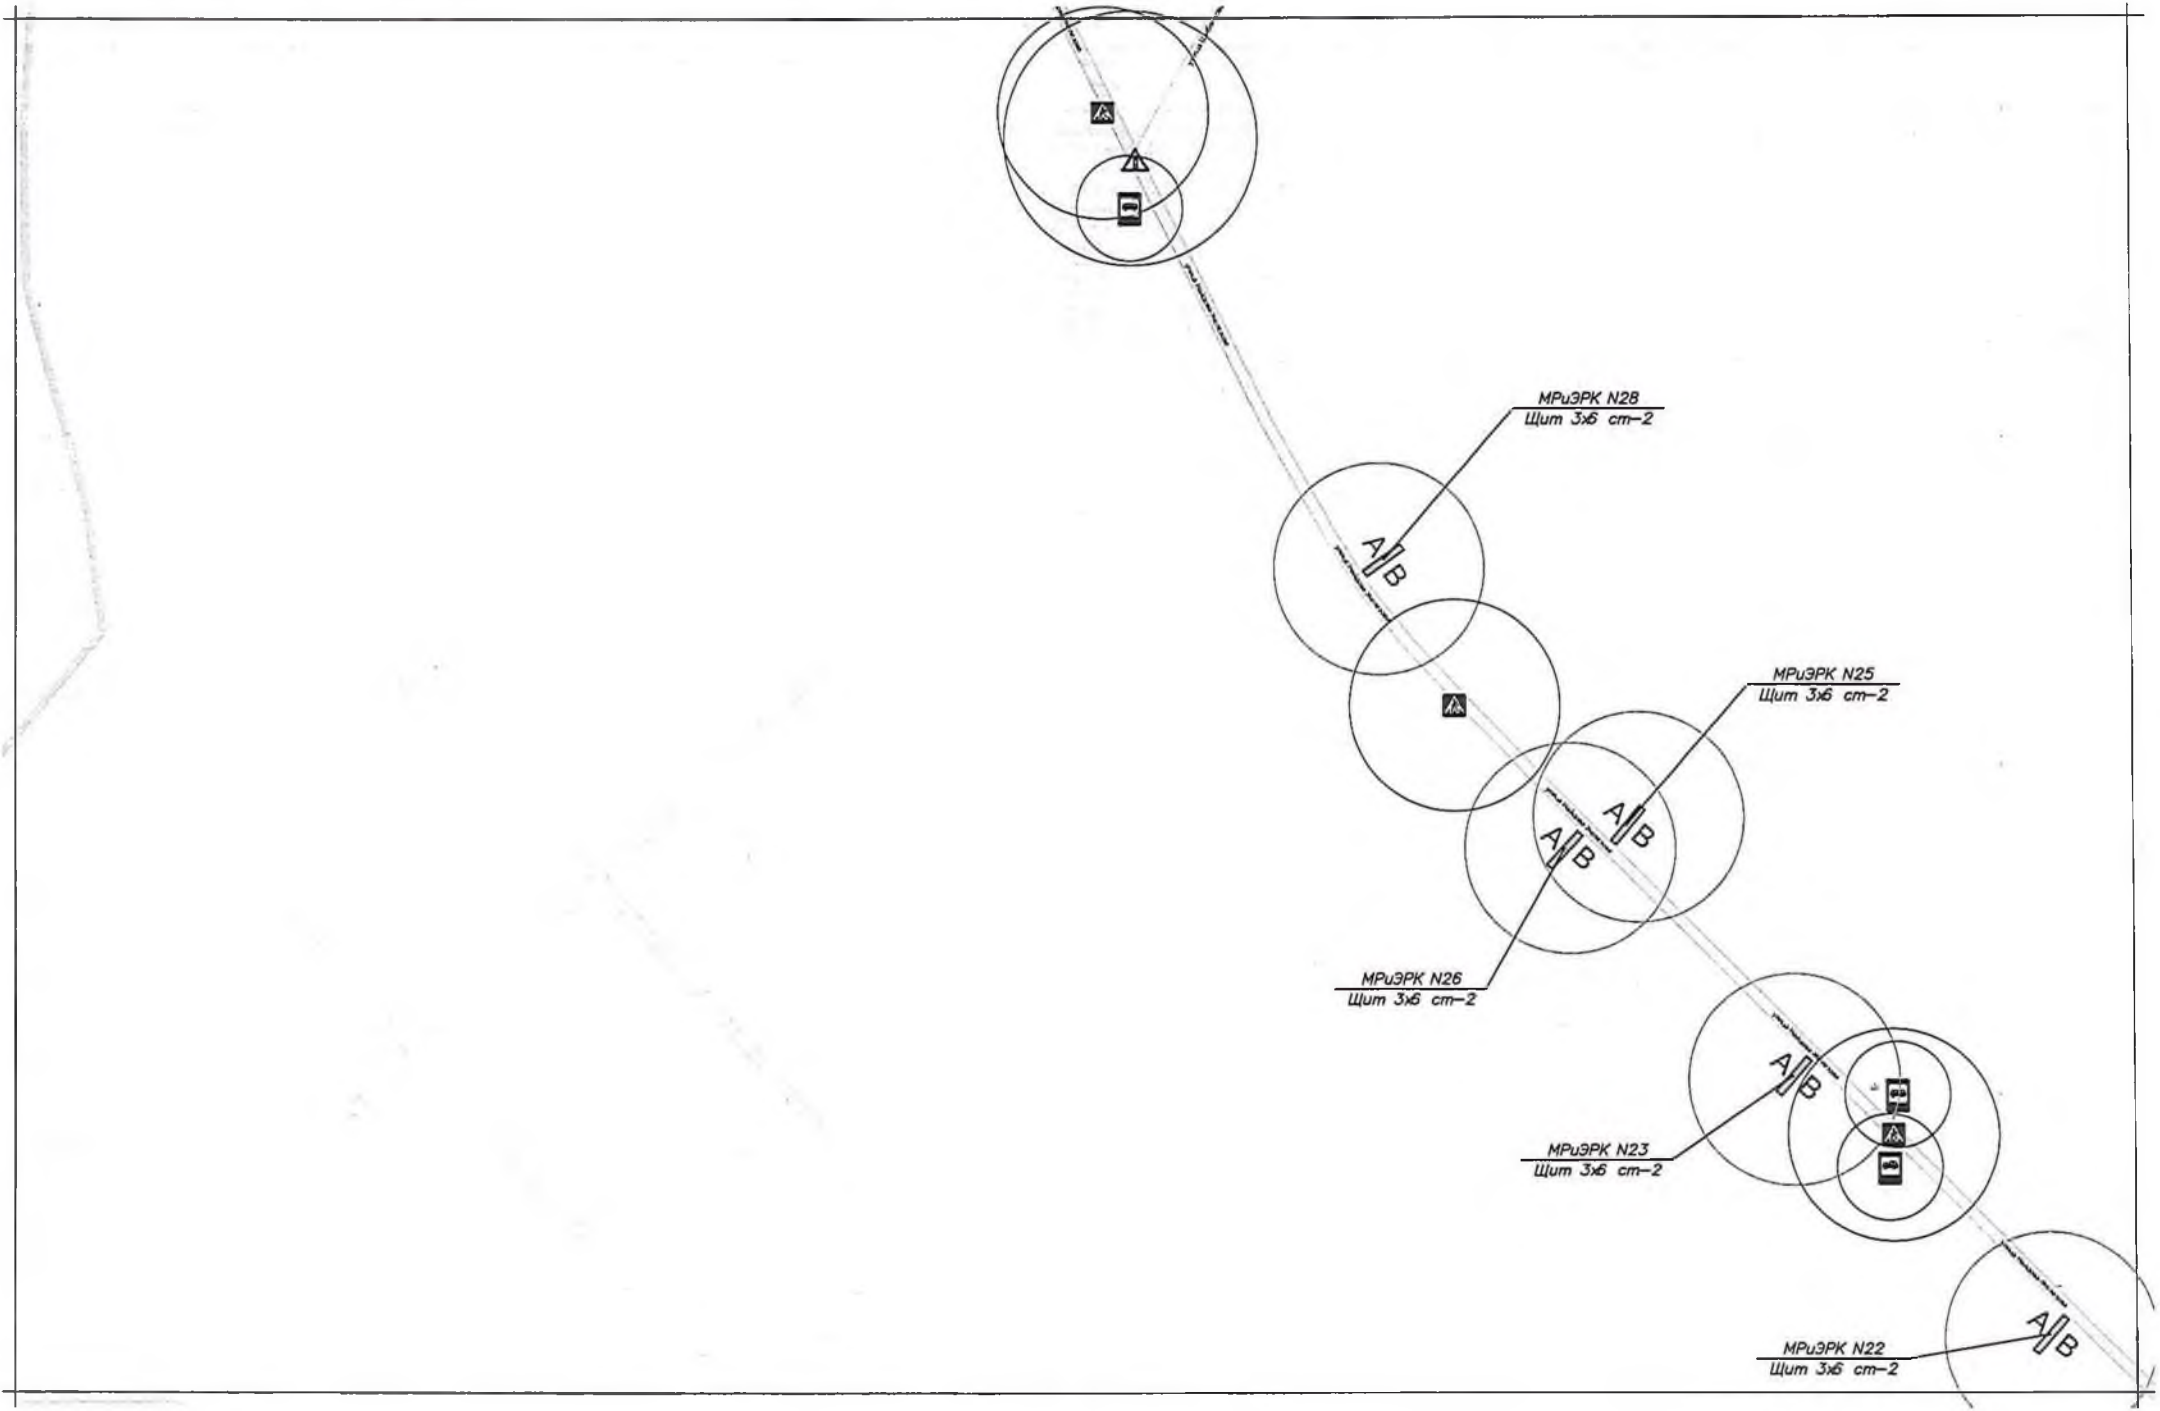 МРиЭРК N28
Щит 3х6 ст-2
А В
МРиЭРК N25
Щит 3х6 ст-2
А В
А В
МРиЭРК N26
Щит 3х6 ст-2
А В
МРиЭРК N23
Щит 3х6 ст-2
А В
МРиЭРК N22
Щит 3х6 ст-2